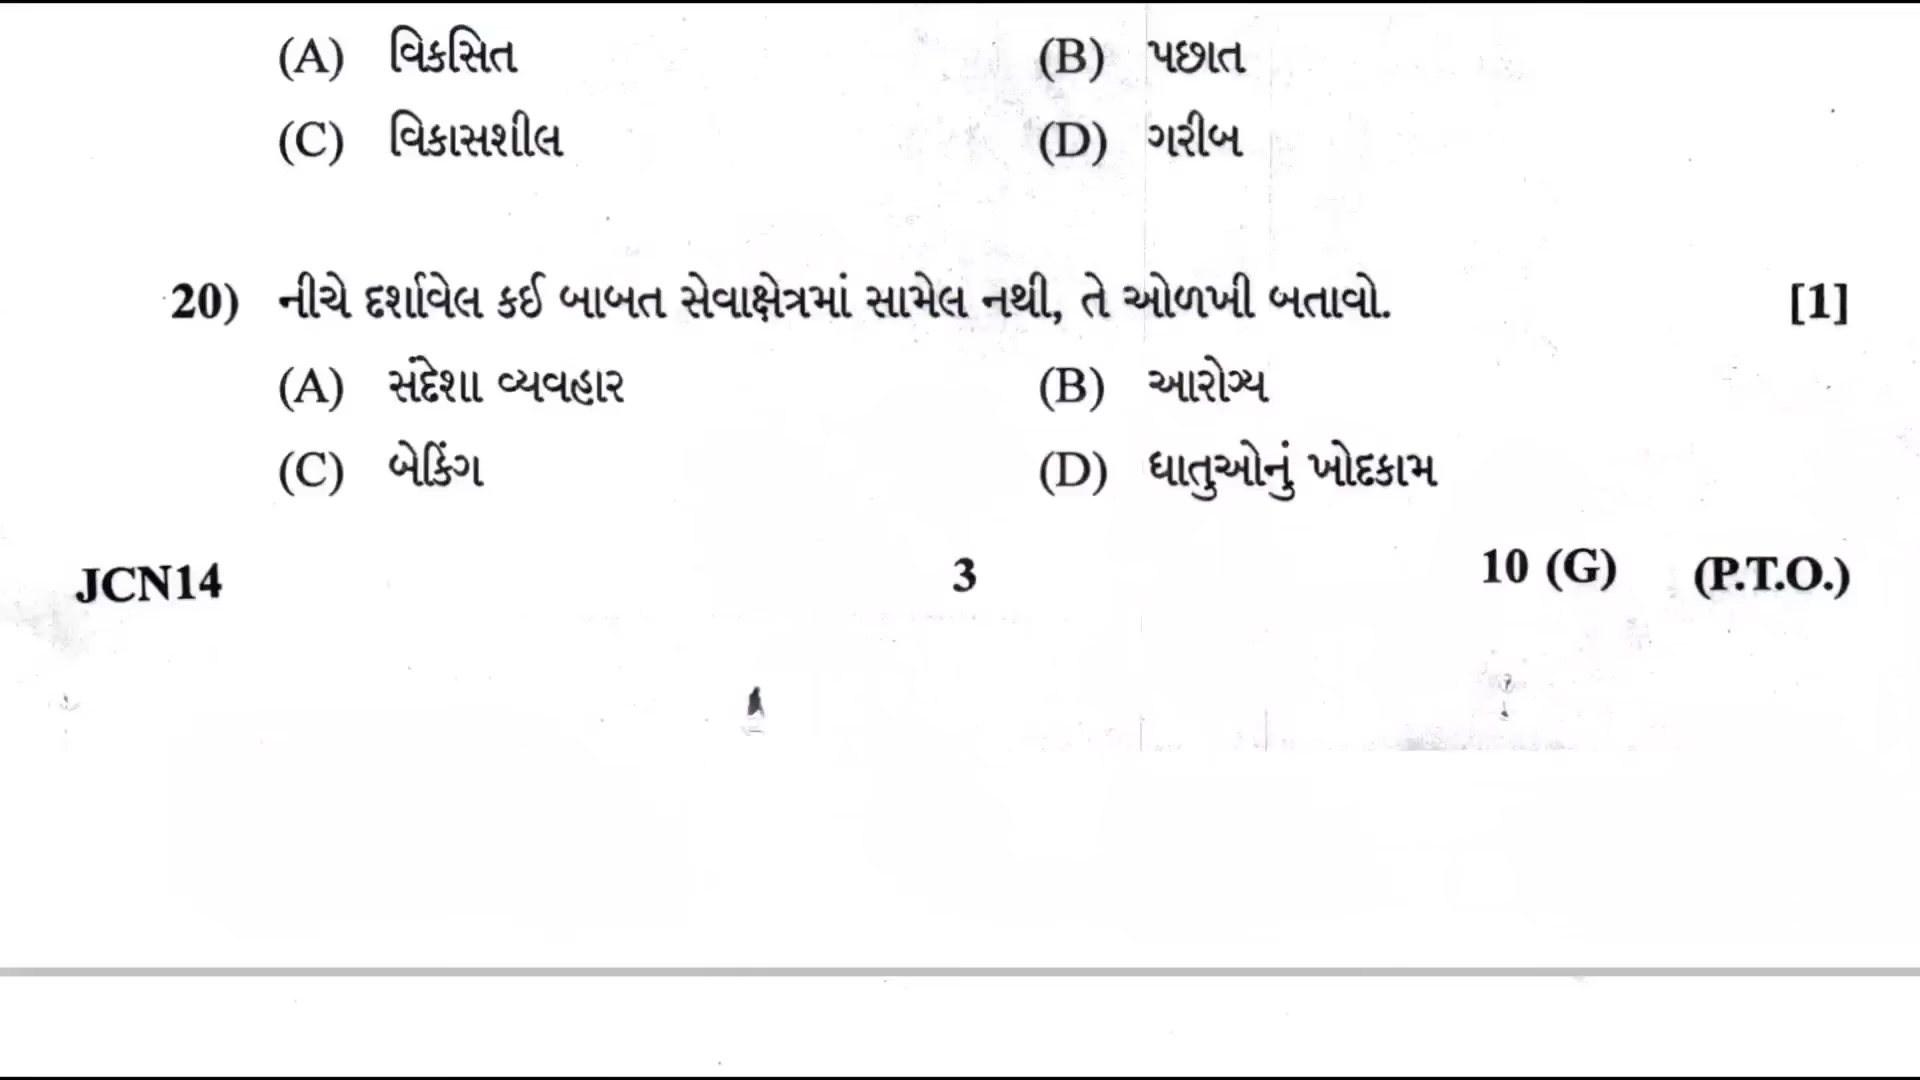 (A) વિકસિત (B) પછાત
(C) વિકાસશીલ (D) ગરીબ
20) નીચે દર્શાવેલ કઈ બાબત સેવાક્ષેત્રમાં સામેલ નથી, તે ઓળખી બતાવો. [1]
(A) સંદેશા વ્યવહાર (B) આરોગ્ય
(C) બેકિંગ (D) ધાતુઓનું ખોદકામ
JCN14 3 10 (G) (P.T.O.)